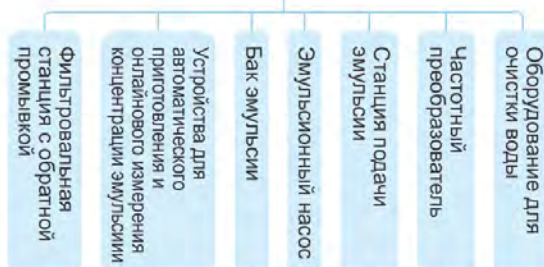 Фильтровальная
станция с обратной
промывкой
Устройства для
автоматического
приготовления и
онлайнового измерения
концентрации эмульсиии
Бак эмульсии
Эмульсионный насос
Станция подачи
эмульсии
Частотный
преобразователь
Оборудование для
очистки воды